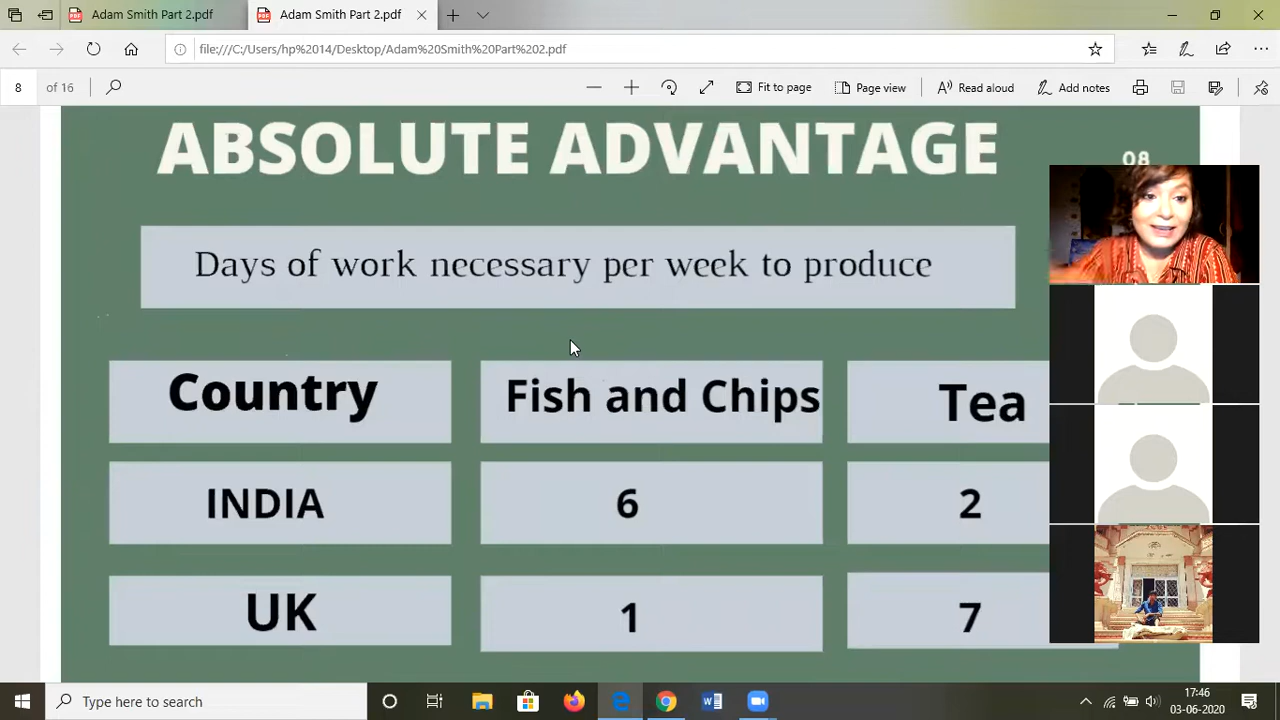 Adam Smith Part 2.pdf
Adam Smith Part 2.pdf
file:///C:/Users/hp%2014/Desktop/Adam%20Smith%20Part%202.pdf
8 of 16
Fit to page
Page view
Read aloud
Add notes
ABSOLUTE ADVANTAGE
08
Days of work necessary per week to produce
Country Fish and Chips Tea
INDIA 6 2
UK 1 7
Type here to search
17:46
03-06-2020